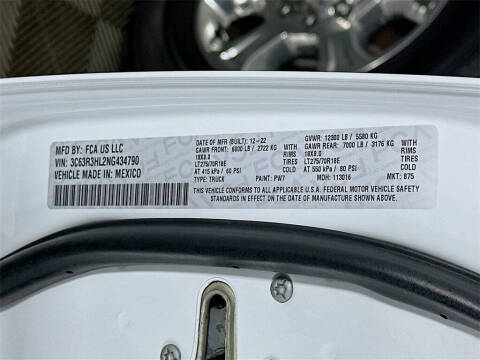 MFD BY: FCA US LLC
VIN: 3C63R3HL2NG434790
VEHICLE MADE IN: MEXICO
DATE OF MFR (BUILT): 12-22
GAWR FRONT: 6000 LB / 2722 KG WITH
18X8.0 RIMS
LT275/70R18E TIRES
AT 415 kPa / 60 PSI COLD
TYPE: TRUCK PAINT: PW7
GVWR: 12300 LB / 5580 KG
GAWR REAR: 7000 LB / 3176 KG WITH
18X8.0 RIMS
LT275/70R18E TIRES
AT 550 kPa / 80 PSI COLD
MDH: 113016 MKT: 875
THIS VEHICLE CONFORMS TO ALL APPLICABLE U.S.A. FEDERAL MOTOR VEHICLE SAFETY
STANDARDS IN EFFECT ON THE DATE OF MANUFACTURE SHOWN ABOVE.